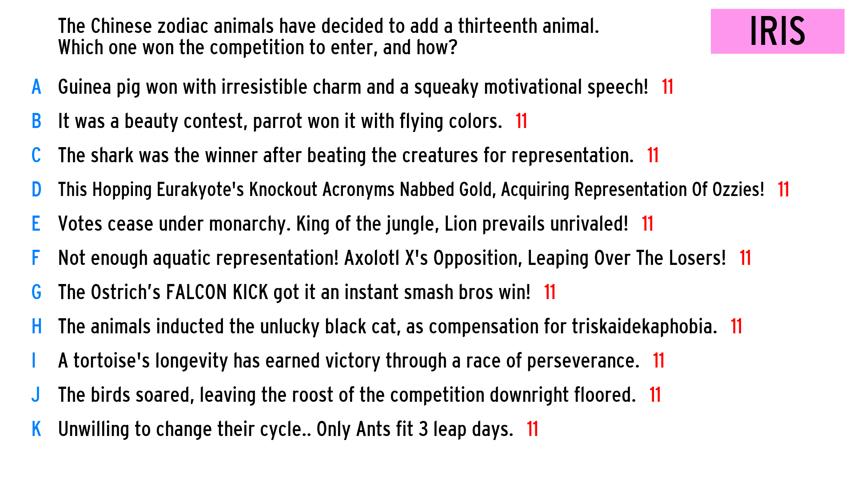 The Chinese zodiac animals have decided to add a thirteenth animal.
Which one won the competition to enter, and how?
IRIS
A Guinea pig won with irresistible charm and a squeaky motivational speech! 11
B It was a beauty contest, parrot won it with flying colors. 11
C The shark was the winner after beating the creatures for representation. 11
D This Hopping Eurakyote's Knockout Acronyms Nabbed Gold, Acquiring Representation Of Ozzies! 11
E Votes cease under monarchy. King of the jungle, Lion prevails unrivaled! 11
F Not enough aquatic representation! Axolotl X's Opposition, Leaping Over The Losers! 11
G The Ostrich’s FALCON KICK got it an instant smash bros win! 11
H The animals inducted the unlucky black cat, as compensation for triskaidekaphobia. 11
I A tortoise's longevity has earned victory through a race of perseverance. 11
J The birds soared, leaving the roost of the competition downright floored. 11
K Unwilling to change their cycle.. Only Ants fit 3 leap days. 11